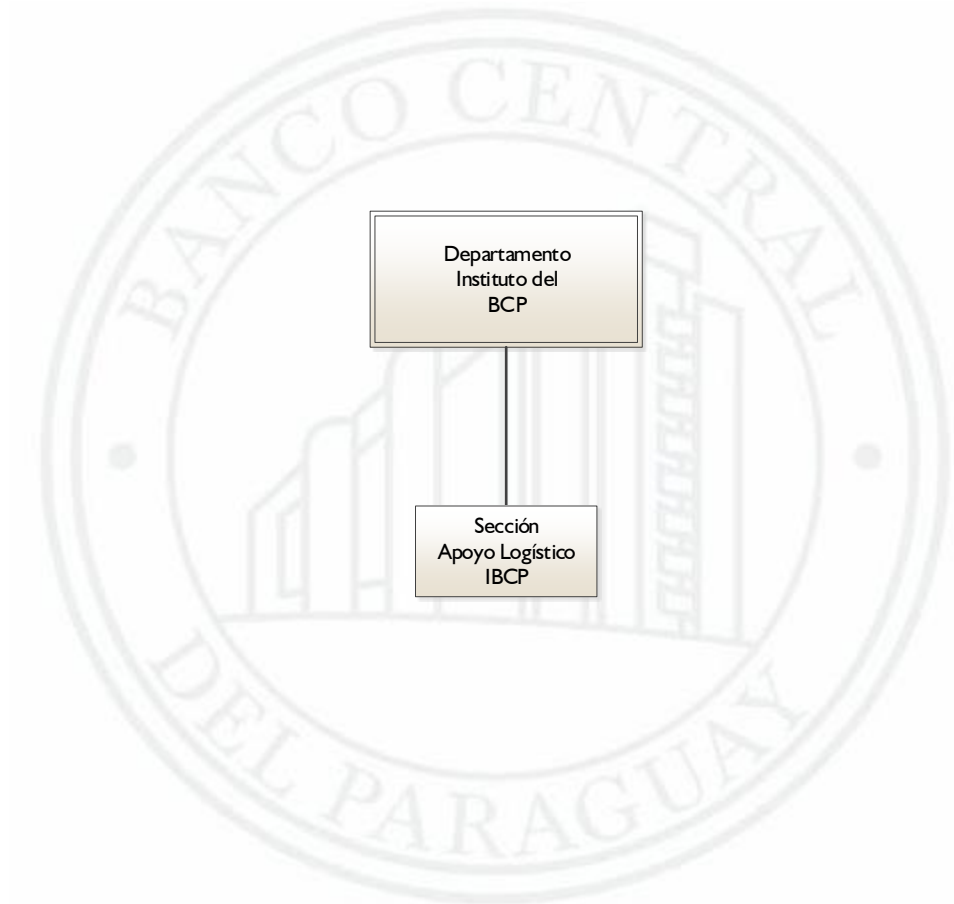 BANCO CENTRAL
Departamento
Instituto del
BCP
Sección
Apoyo Logístico
IBCP
DEL PARAGUAY